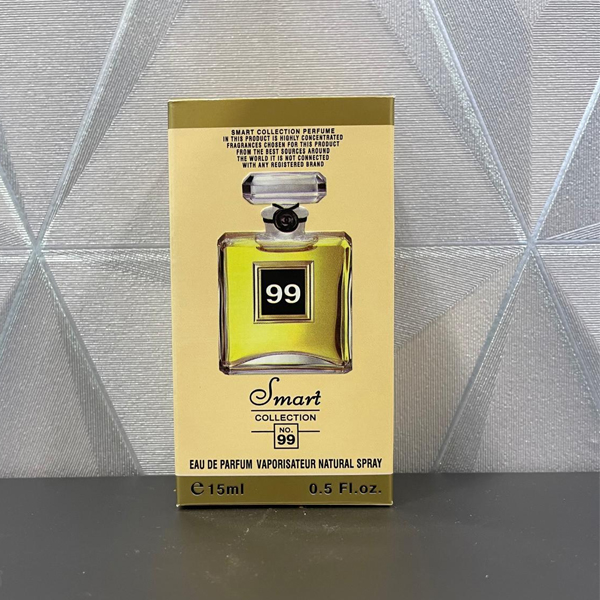 SMART COLLECTION PERFUME
IN THIS PRODUCT IS HIGHLY CONCENTRATED
FRAGRANCES CHOSEN FOR THIS PRODUCT
FROM THE BEST SOURCES AROUND
THE WORLD IT IS NOT CONNECTED
WITH ANY REGISTERED BRAND
99
Smart
COLLECTION
NO.
99
EAU DE PARFUM VAPORISATEUR NATURAL SPRAY
℮15ml 0.5 Fl.oz.